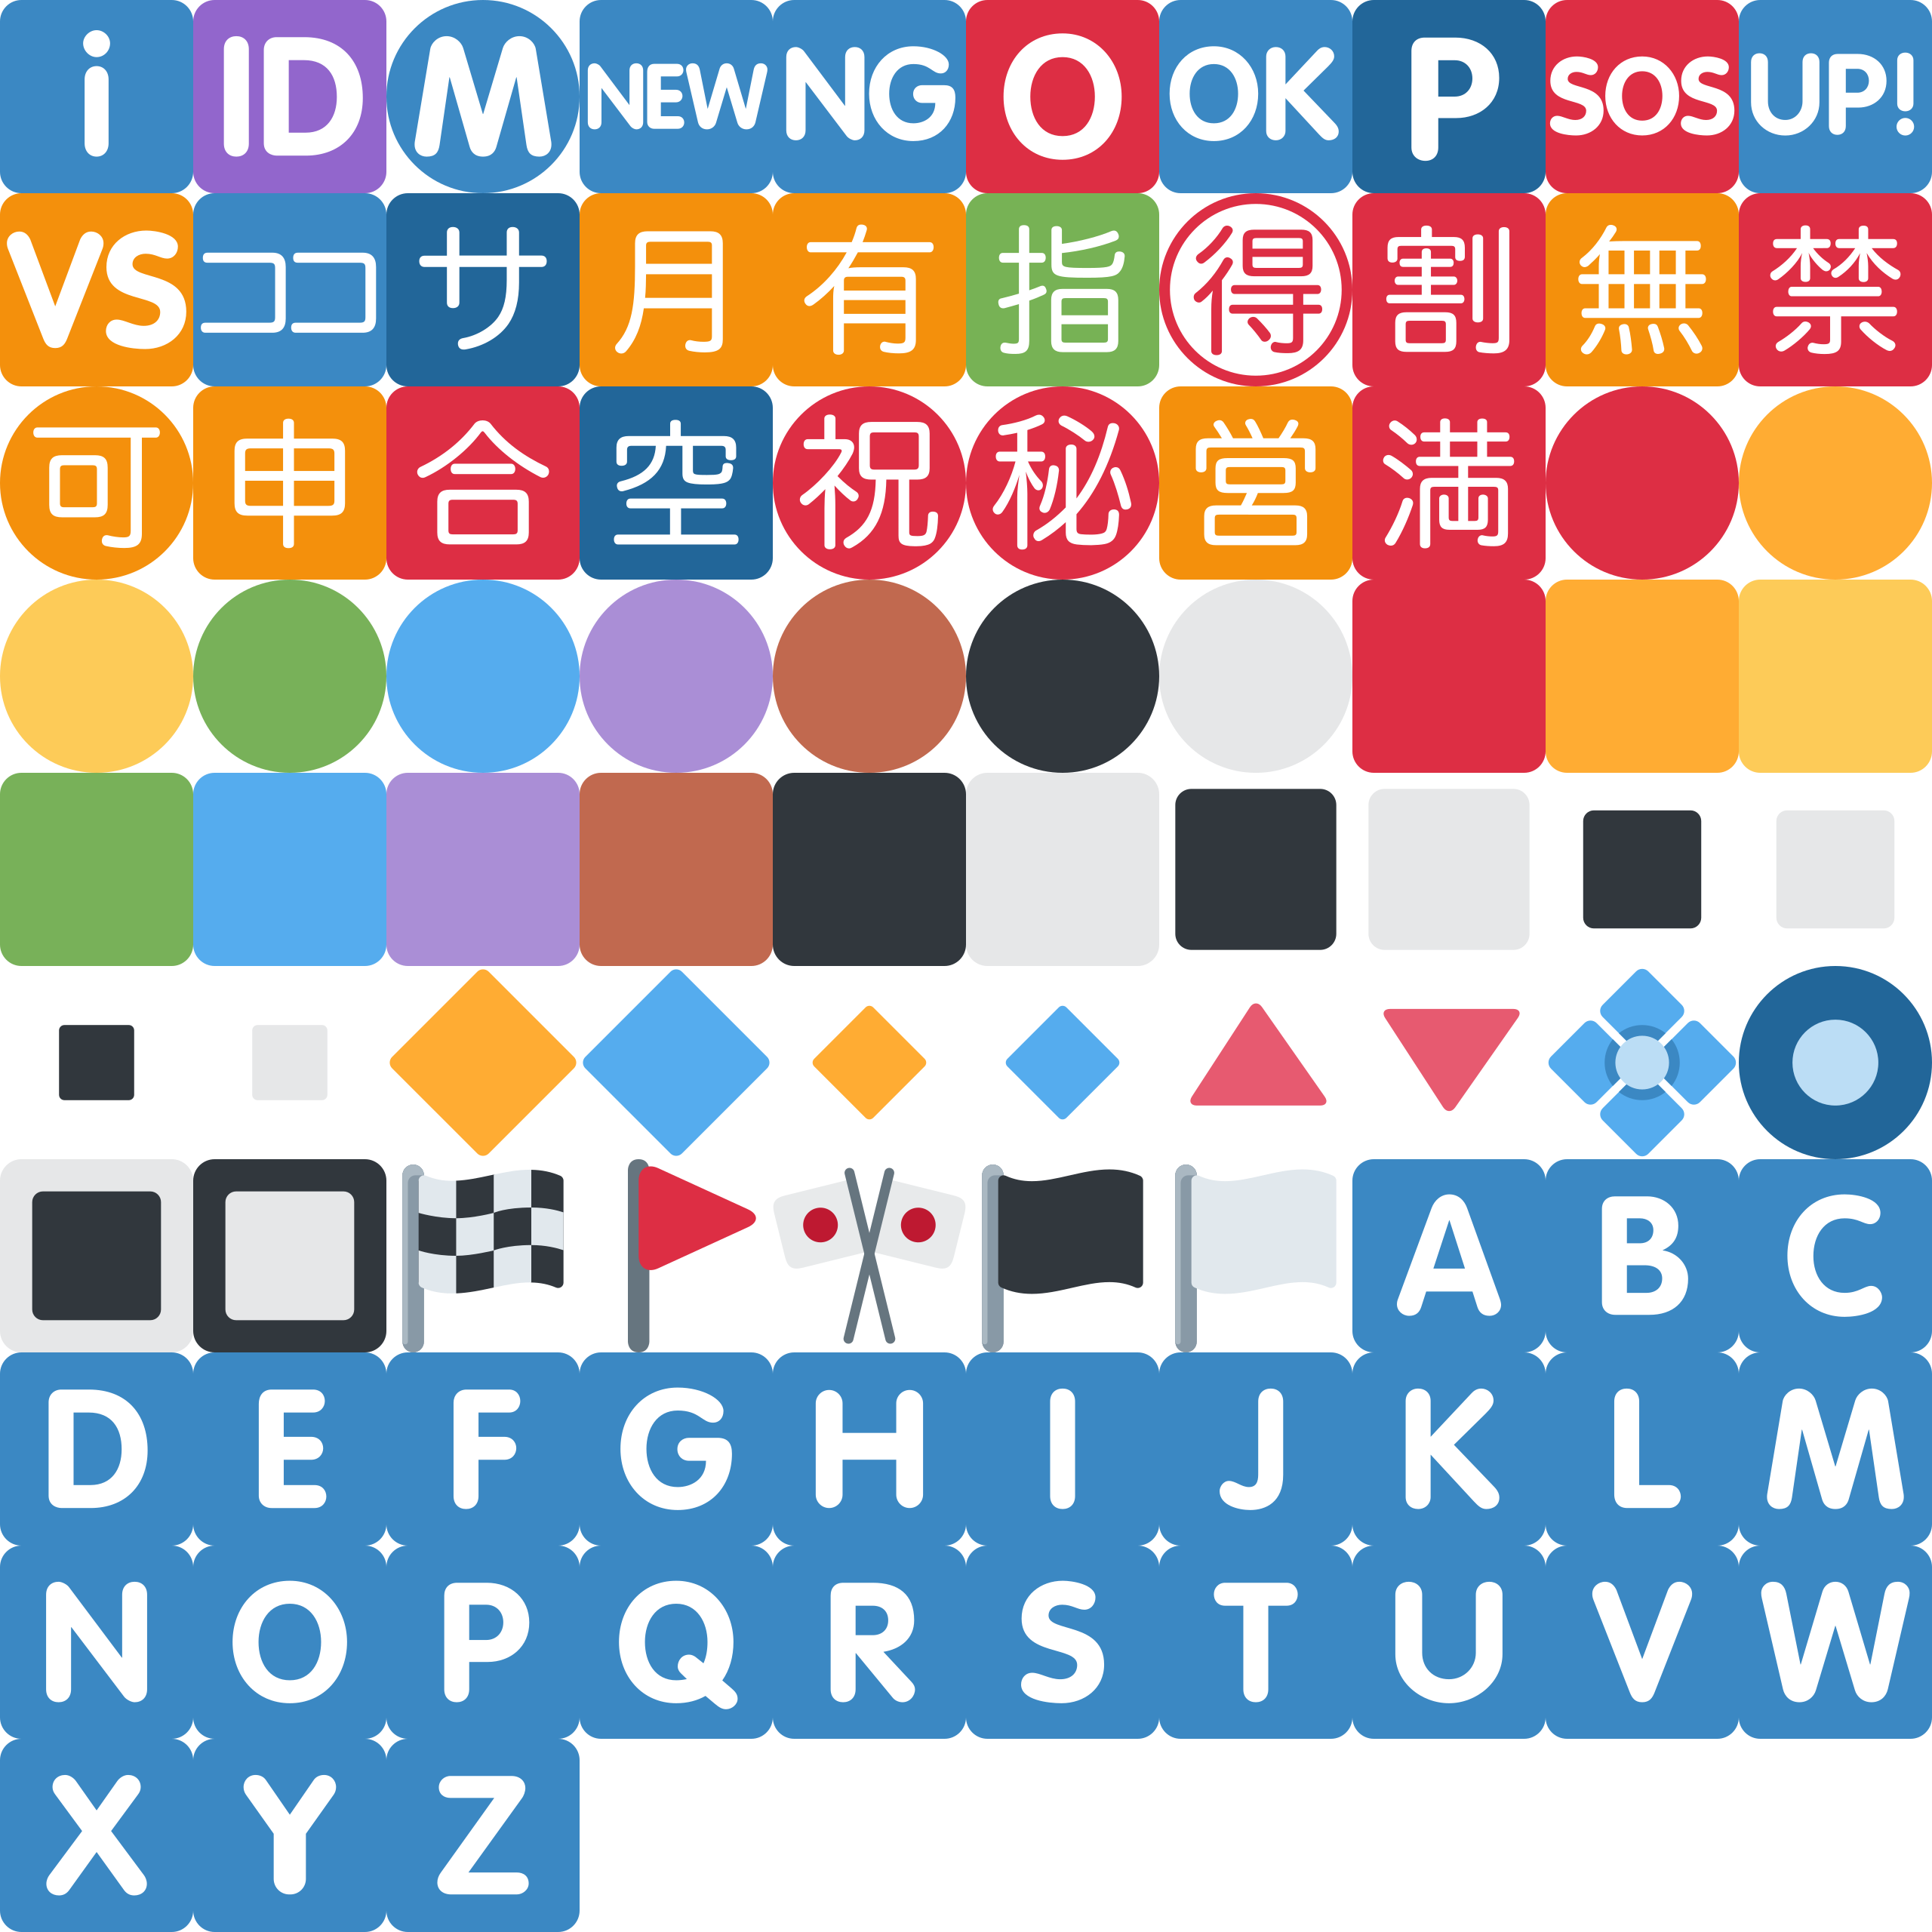 i ID M NEW NG O OK P SOS UP!
VS ココ サ 月 有 指 得 割 無 禁
可 申 合 空 祝 秘 営 満
A B C
D E F G H I J K L M
N O P Q R S T U V W
X Y Z